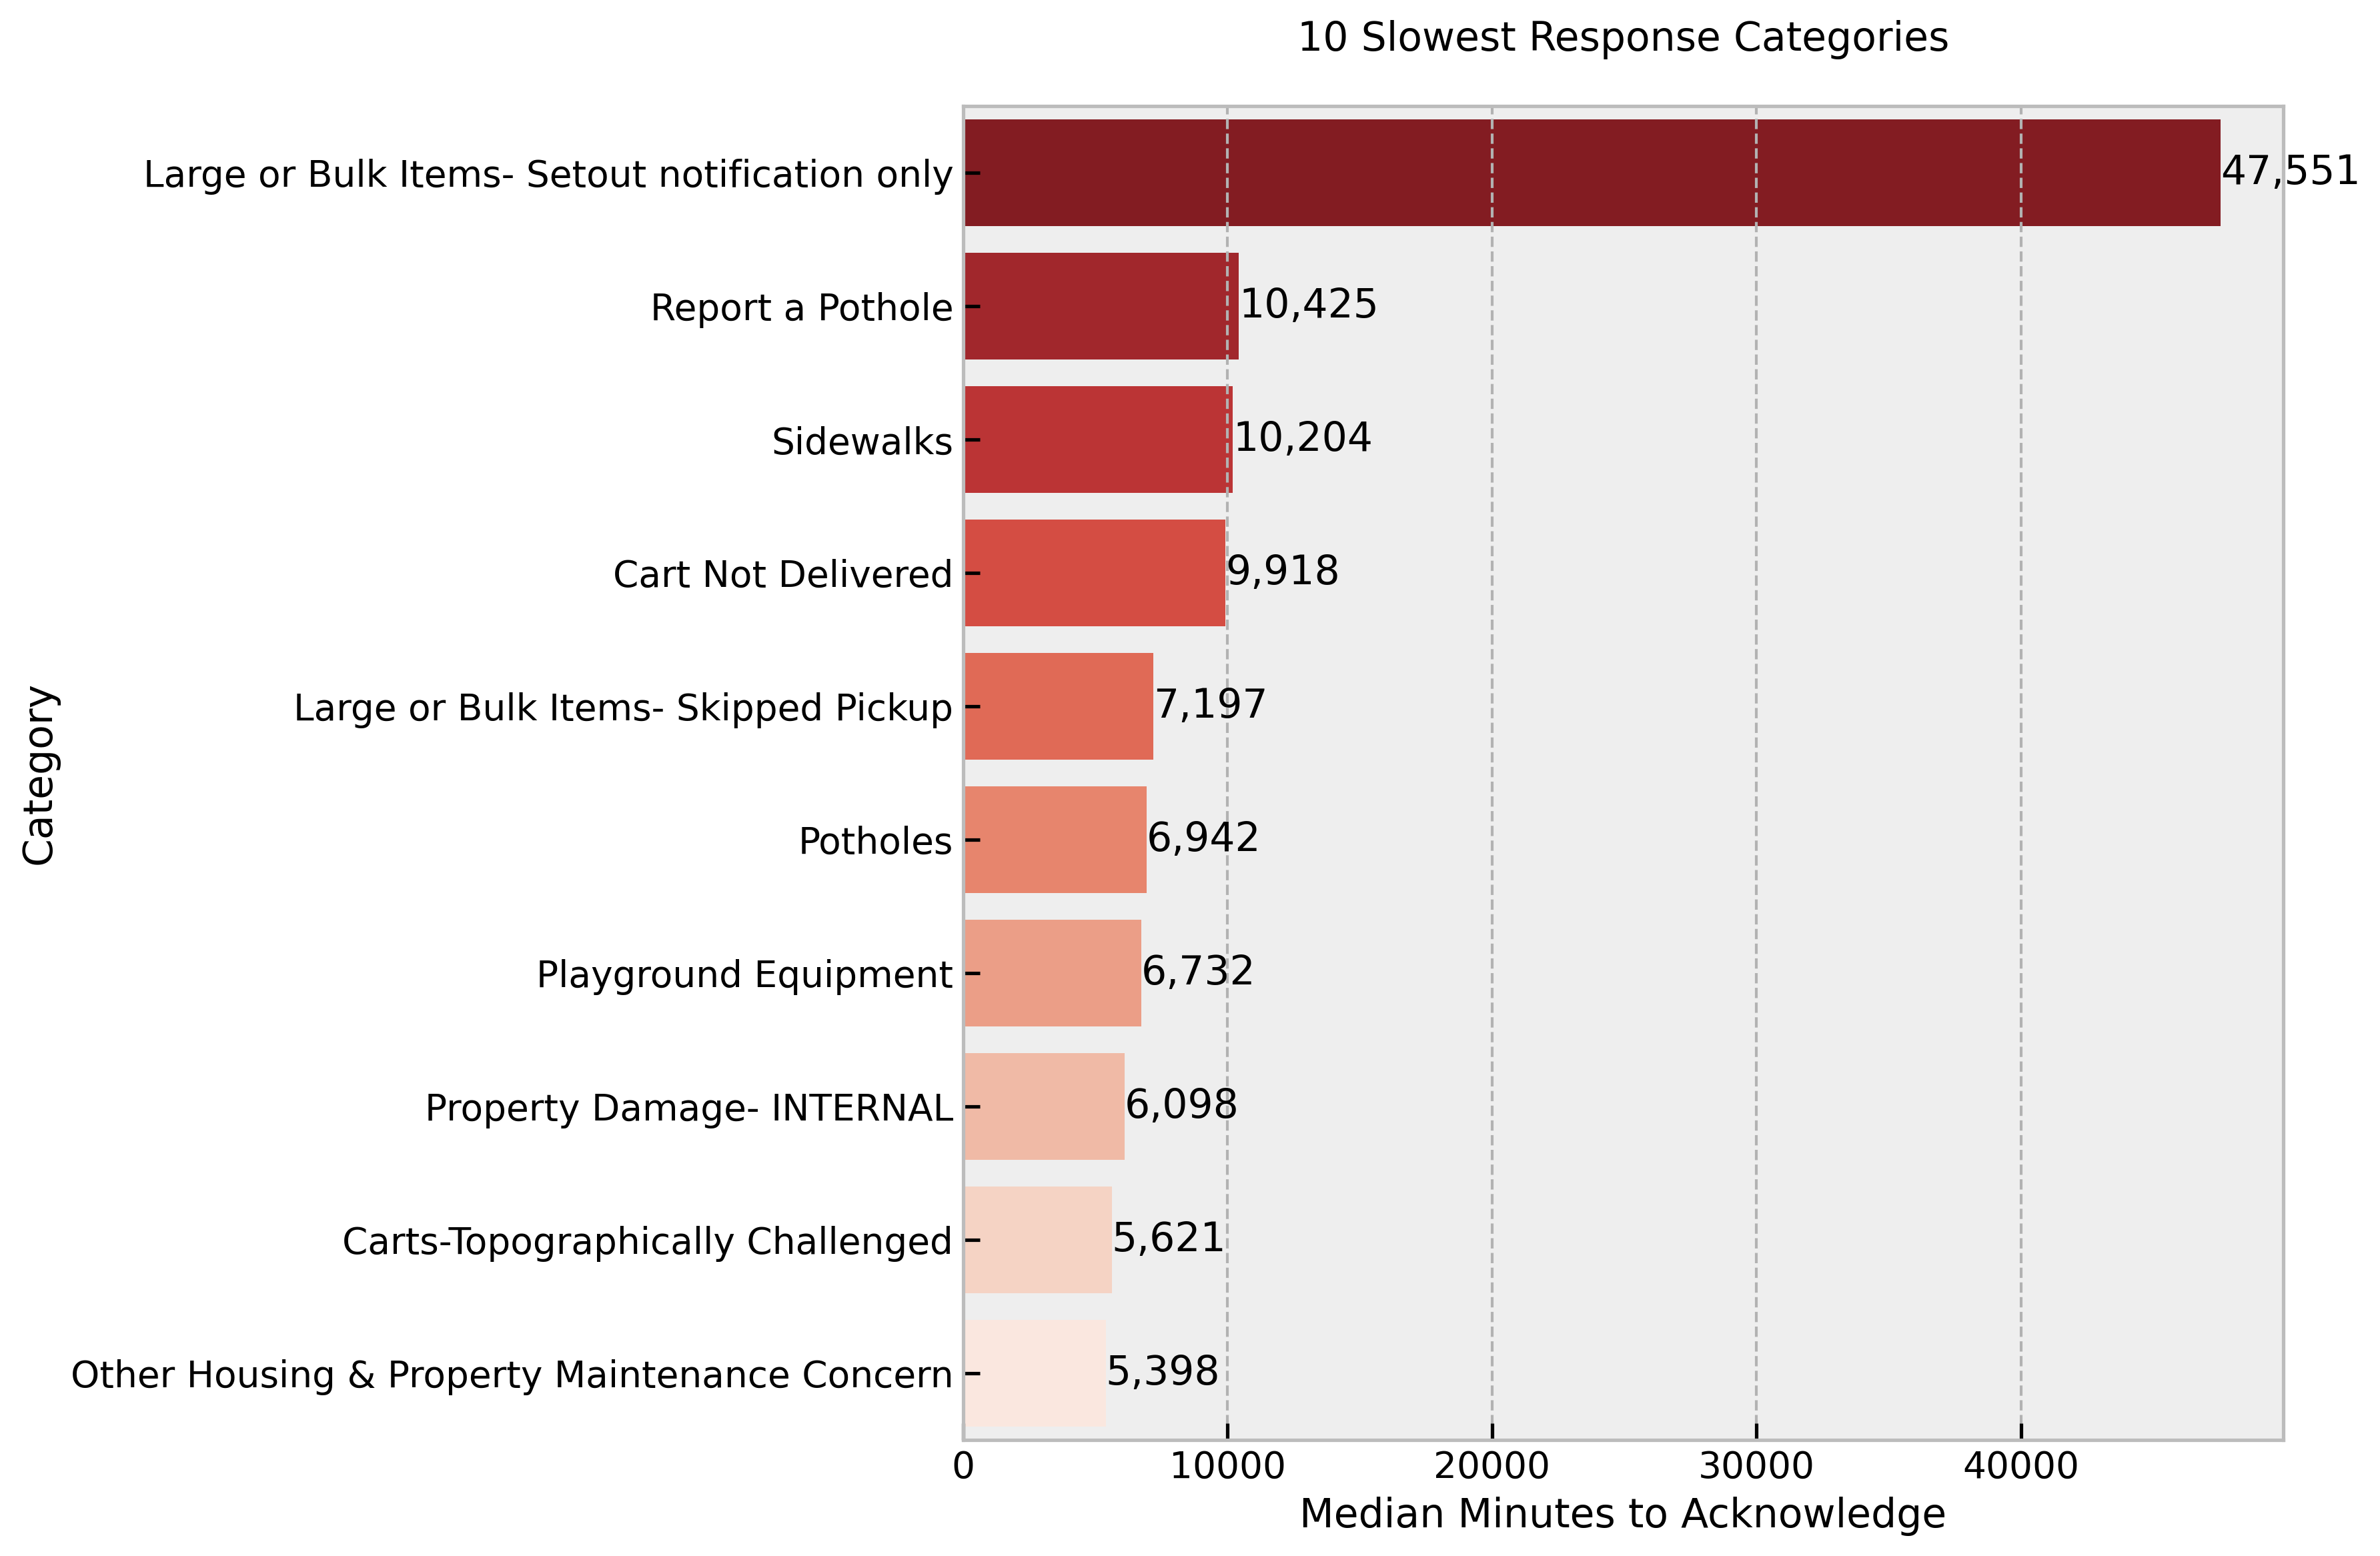 10 Slowest Response Categories
Large or Bulk Items- Setout notification only
47,551
Report a Pothole
10,425
Sidewalks
10,204
Cart Not Delivered
9,918
Large or Bulk Items- Skipped Pickup
7,197
Potholes
6,942
Playground Equipment
6,732
Property Damage- INTERNAL
6,098
Carts-Topographically Challenged
5,621
Other Housing & Property Maintenance Concern
5,398
Category
0 10000 20000 30000 40000
Median Minutes to Acknowledge